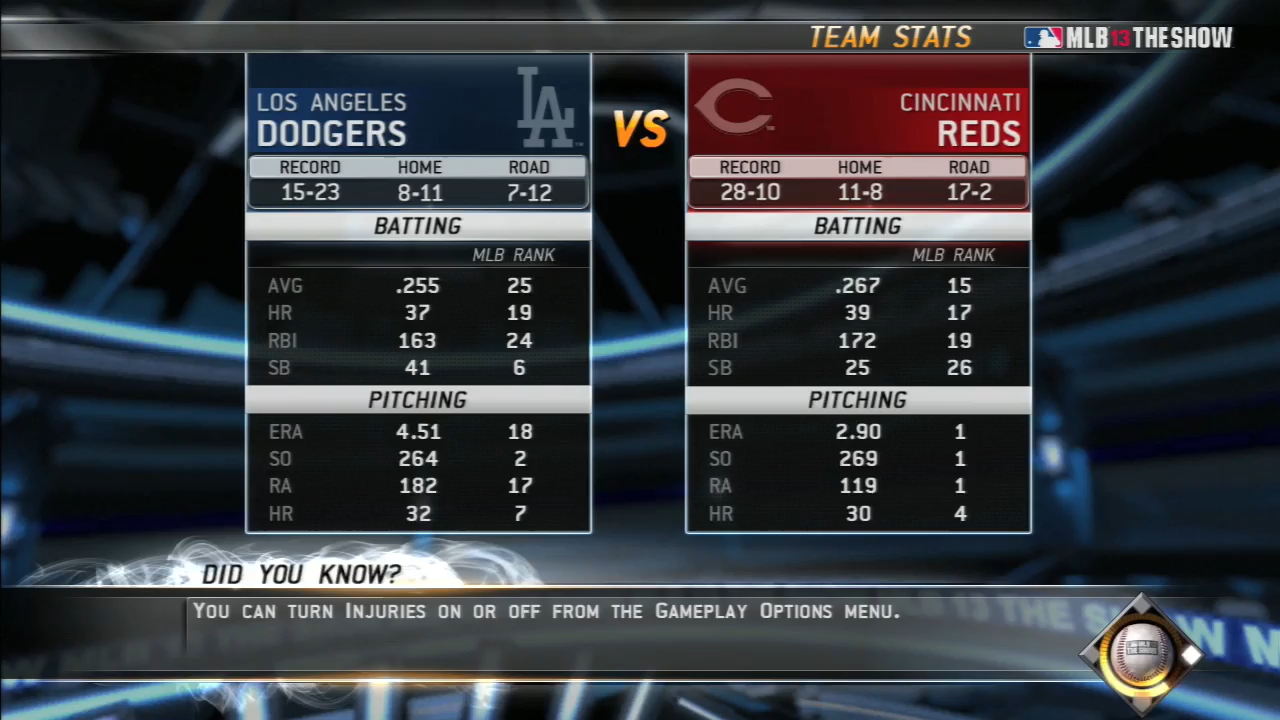 TEAM STATS
MLB 13 THE SHOW
LOS ANGELES
DODGERS
LA
RECORD HOME ROAD
15-23 8-11 7-12
BATTING
MLB RANK
AVG .255 25
HR 37 19
RBI 163 24
SB 41 6
PITCHING
ERA 4.51 18
SO 264 2
RA 182 17
HR 32 7
VS
C
CINCINNATI
REDS
RECORD HOME ROAD
28-10 11-8 17-2
BATTING
MLB RANK
AVG .267 15
HR 39 17
RBI 172 19
SB 25 26
PITCHING
ERA 2.90 1
SO 269 1
RA 119 1
HR 30 4
DID YOU KNOW?
YOU CAN TURN INJURIES ON OR OFF FROM THE GAMEPLAY OPTIONS MENU.